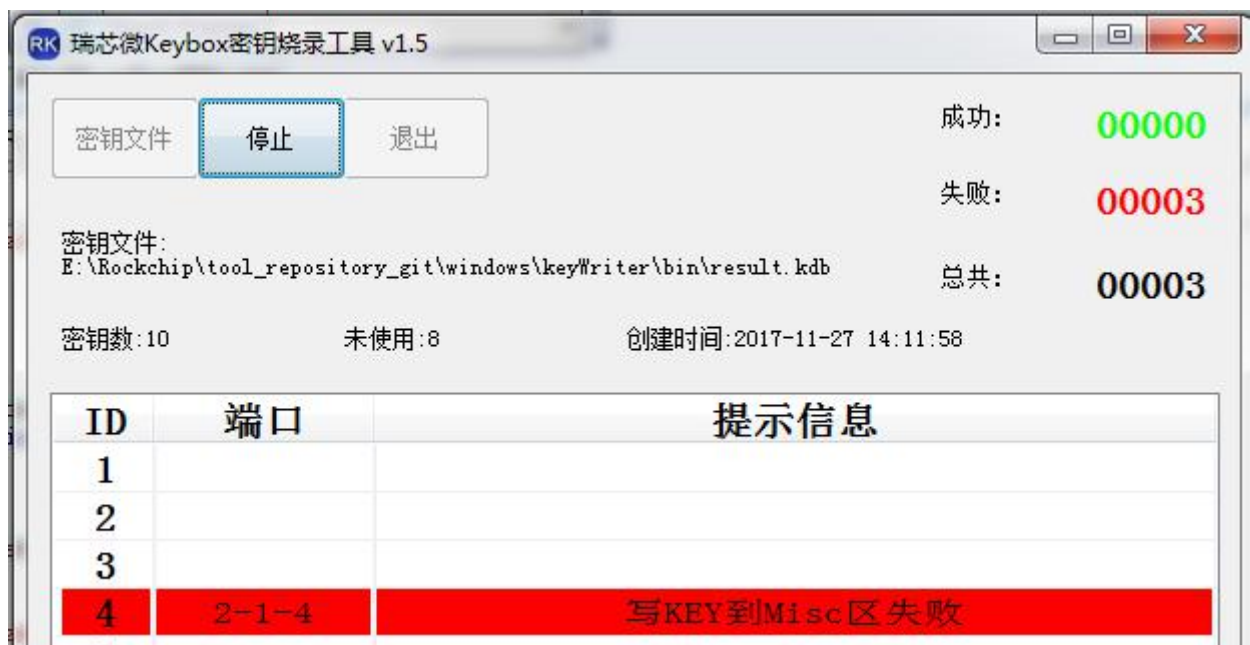 RK 瑞芯微Keybox密钥烧录工具 v1.5
密钥文件 停止 退出
成功: 00000
失败: 00003
密钥文件:
E:\Rockchip\tool_repository_git\windows\keyWriter\bin\result.kdb
总共: 00003
密钥数:10 未使用:8 创建时间:2017-11-27 14:11:58
ID 端口 提示信息
1
2
3
4 2-1-4 写KEY到Misc区失败